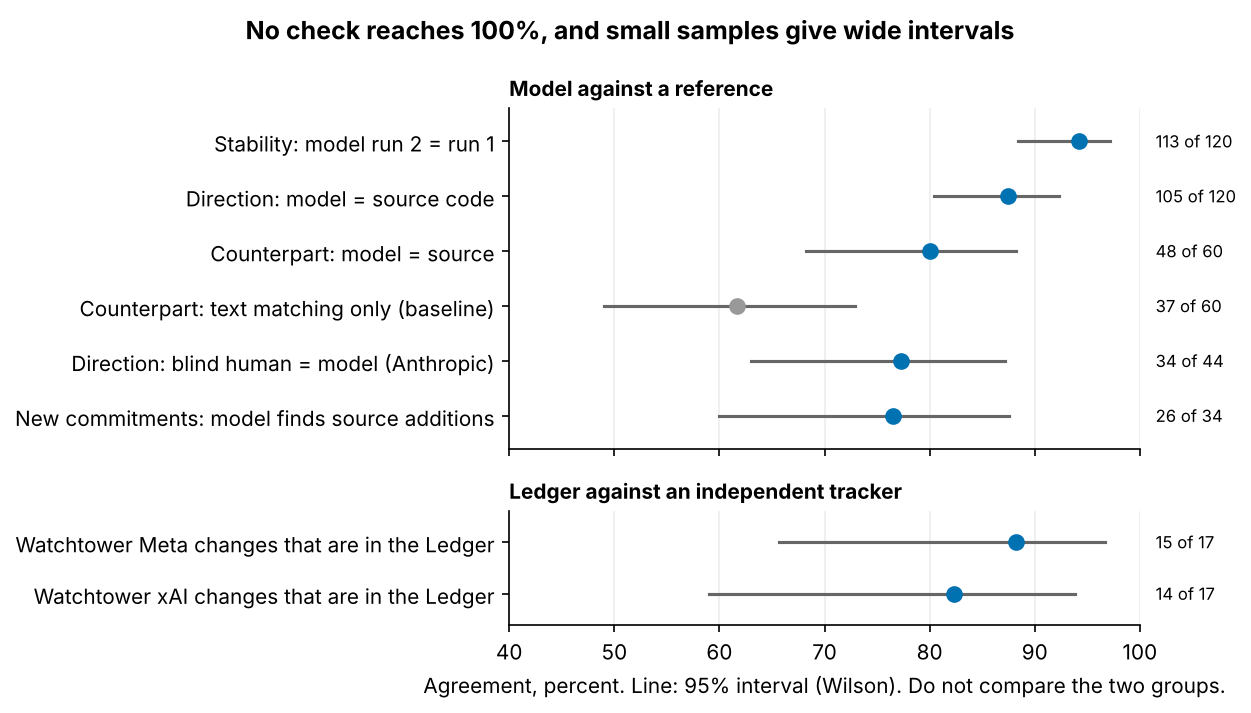 No check reaches 100%, and small samples give wide intervals
Model against a reference
Stability: model run 2 = run 1
113 of 120
Direction: model = source code
105 of 120
Counterpart: model = source
48 of 60
Counterpart: text matching only (baseline)
37 of 60
Direction: blind human = model (Anthropic)
34 of 44
New commitments: model finds source additions
26 of 34
Ledger against an independent tracker
Watchtower Meta changes that are in the Ledger
15 of 17
Watchtower xAI changes that are in the Ledger
14 of 17
40 50 60 70 80 90 100
Agreement, percent. Line: 95% interval (Wilson). Do not compare the two groups.